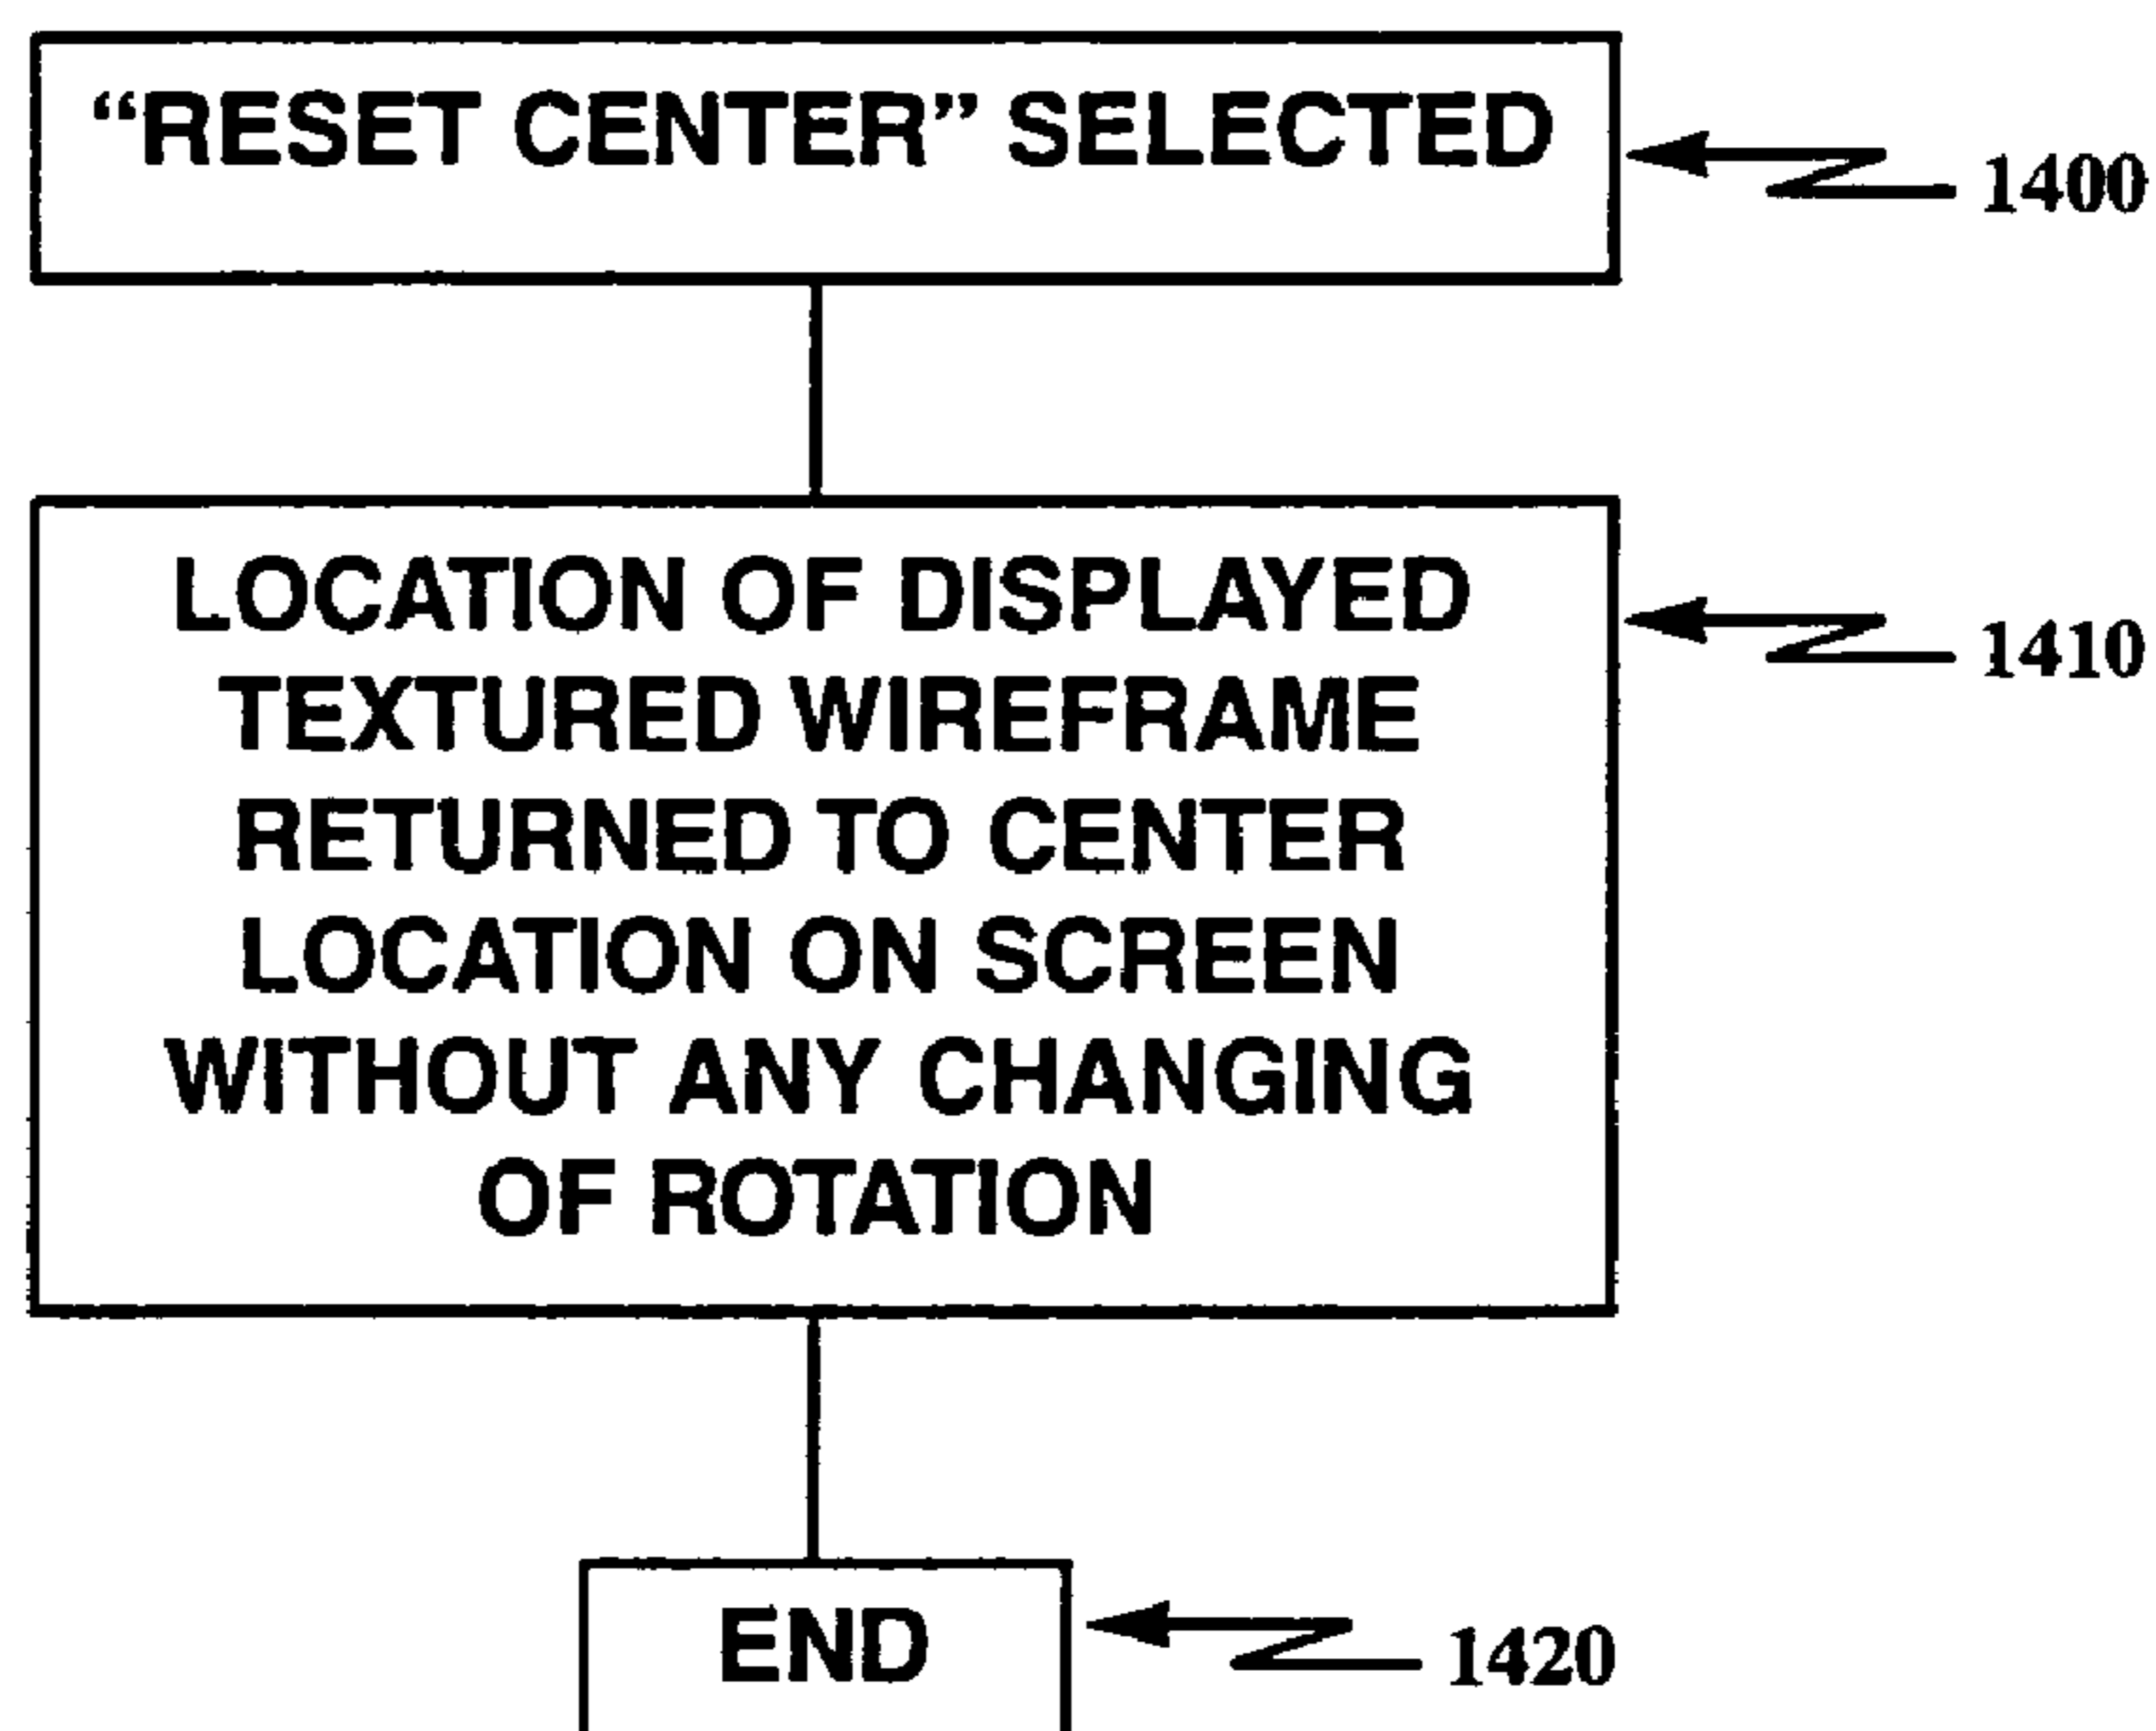 “RESET CENTER” SELECTED
1400
LOCATION OF DISPLAYED
1410
TEXTURED WIREFRAME
RETURNED TO CENTER
LOCATION ON SCREEN
WITHOUT ANY CHANGING
OF ROTATION
END
1420